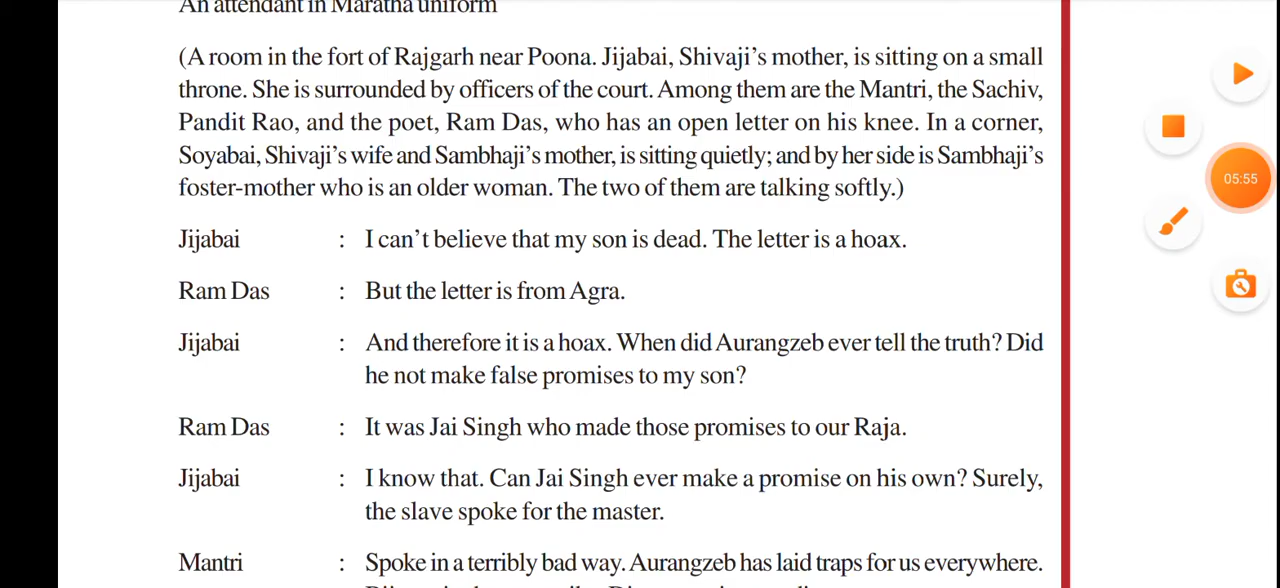 An attendant in Maratha uniform
(A room in the fort of Rajgarh near Poona. Jijabai, Shivaji's mother, is sitting on a small
throne. She is surrounded by officers of the court. Among them are the Mantri, the Sachiv,
Pandit Rao, and the poet, Ram Das, who has an open letter on his knee. In a corner,
Soyabai, Shivaji's wife and Sambhaji's mother, is sitting quietly; and by her side is Sambhaji's
foster-mother who is an older woman. The two of them are talking softly.)
Jijabai : I can't believe that my son is dead. The letter is a hoax.
Ram Das : But the letter is from Agra.
Jijabai : And therefore it is a hoax. When did Aurangzeb ever tell the truth? Did
he not make false promises to my son?
Ram Das : It was Jai Singh who made those promises to our Raja.
Jijabai : I know that. Can Jai Singh ever make a promise on his own? Surely,
the slave spoke for the master.
Mantri : Spoke in a terribly bad way. Aurangzeb has laid traps for us everywhere.
05:55